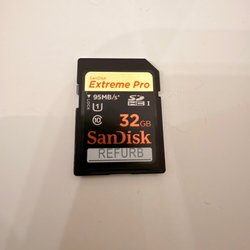 SanDisk
Extreme Pro
95MB/s* SDHC I
U1
10
32GB
SanDisk
REFURB